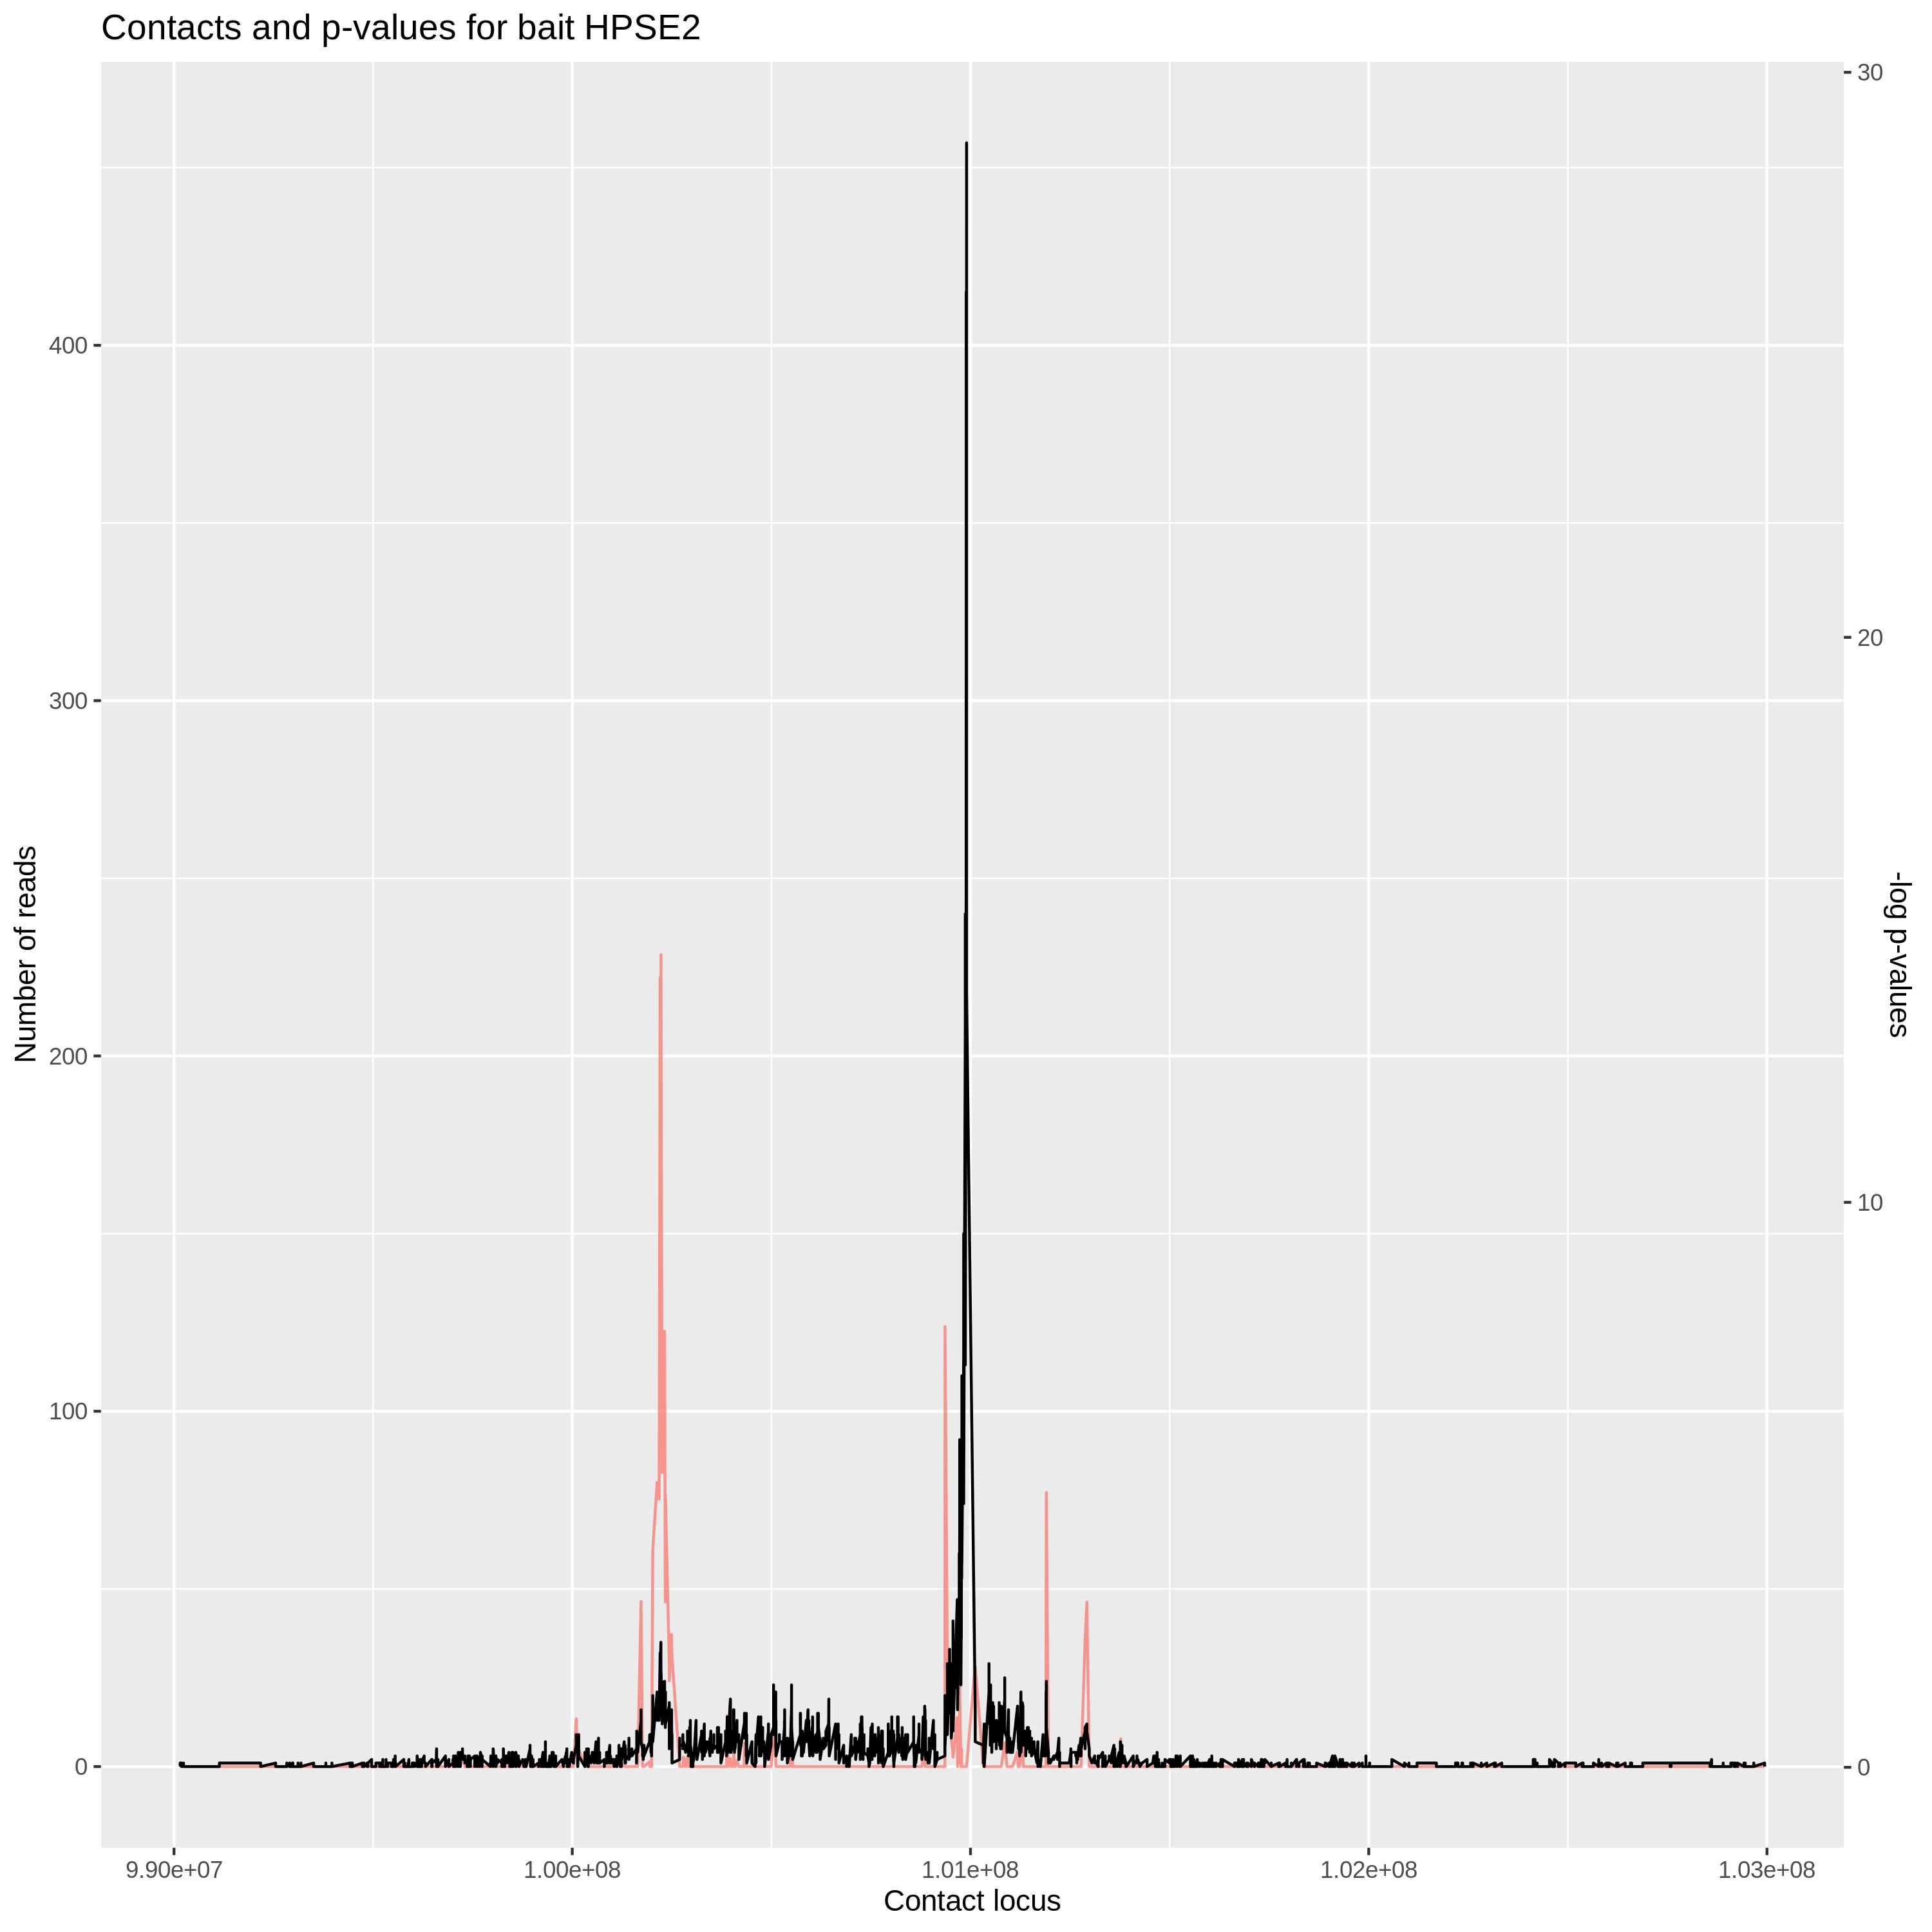 Contacts and p-values for bait HPSE2
30
400
20
300
Number of reads
-log p-values
200
10
100
0
0
9.90e+07
1.00e+08
1.01e+08
1.02e+08
1.03e+08
Contact locus